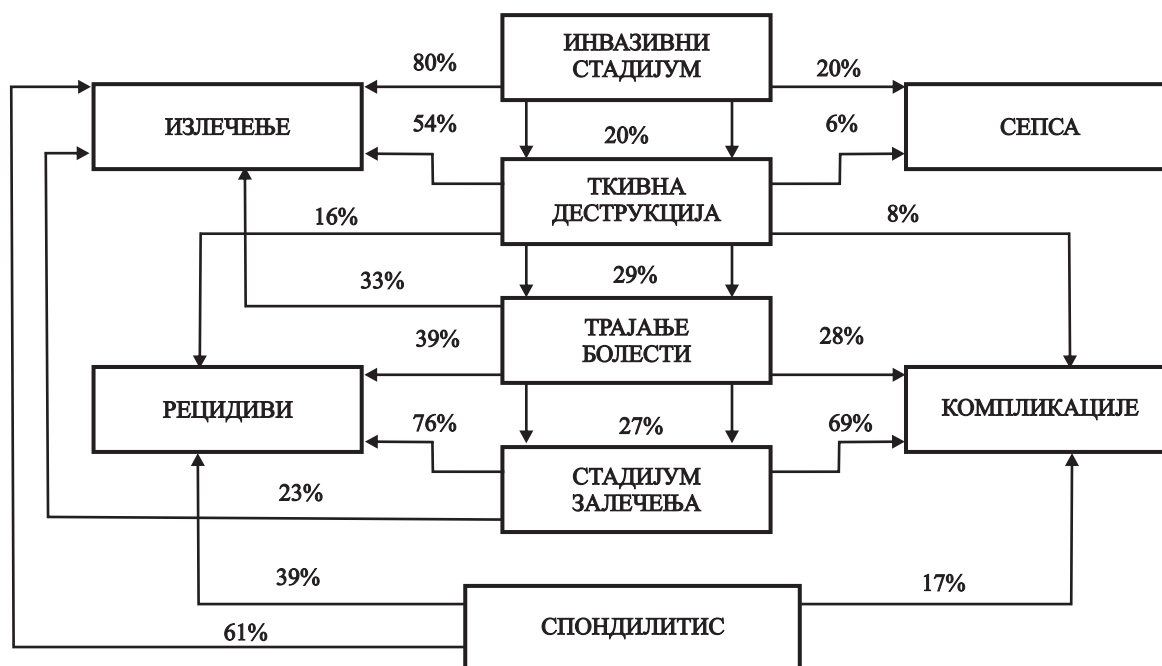 ИНВАЗИВНИ
СТАДИЈУМ
80%
20%
ИЗЛЕЧЕЊЕ
СЕПСА
54%
20%
6%
ТКИВНА
ДЕСТРУКЦИЈА
16%
8%
33%
29%
ТРАЈАЊЕ
БОЛЕСТИ
39%
28%
РЕЦИДИВИ
КОМПЛИКАЦИЈЕ
76%
27%
69%
СТАДИЈУМ
ЗАЛЕЧЕЊА
23%
39%
17%
СПОНДИЛИТИС
61%